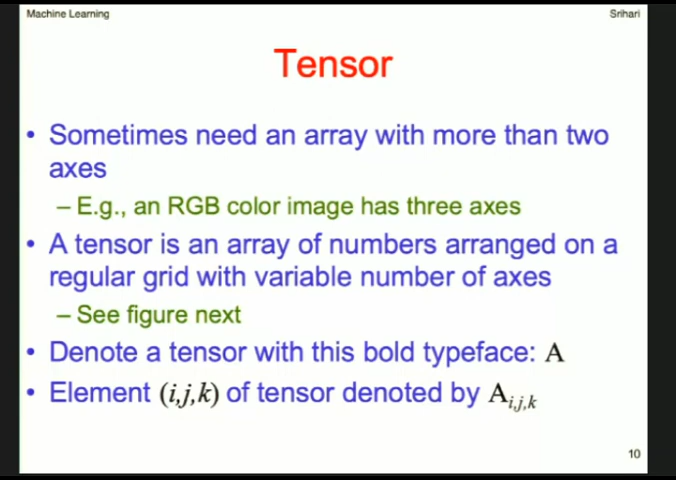 Machine Learning
Srihari
Tensor
• Sometimes need an array with more than two
axes
– E.g., an RGB color image has three axes
• A tensor is an array of numbers arranged on a
regular grid with variable number of axes
– See figure next
• Denote a tensor with this bold typeface: A
• Element (i,j,k) of tensor denoted by A_{i,j,k}
10